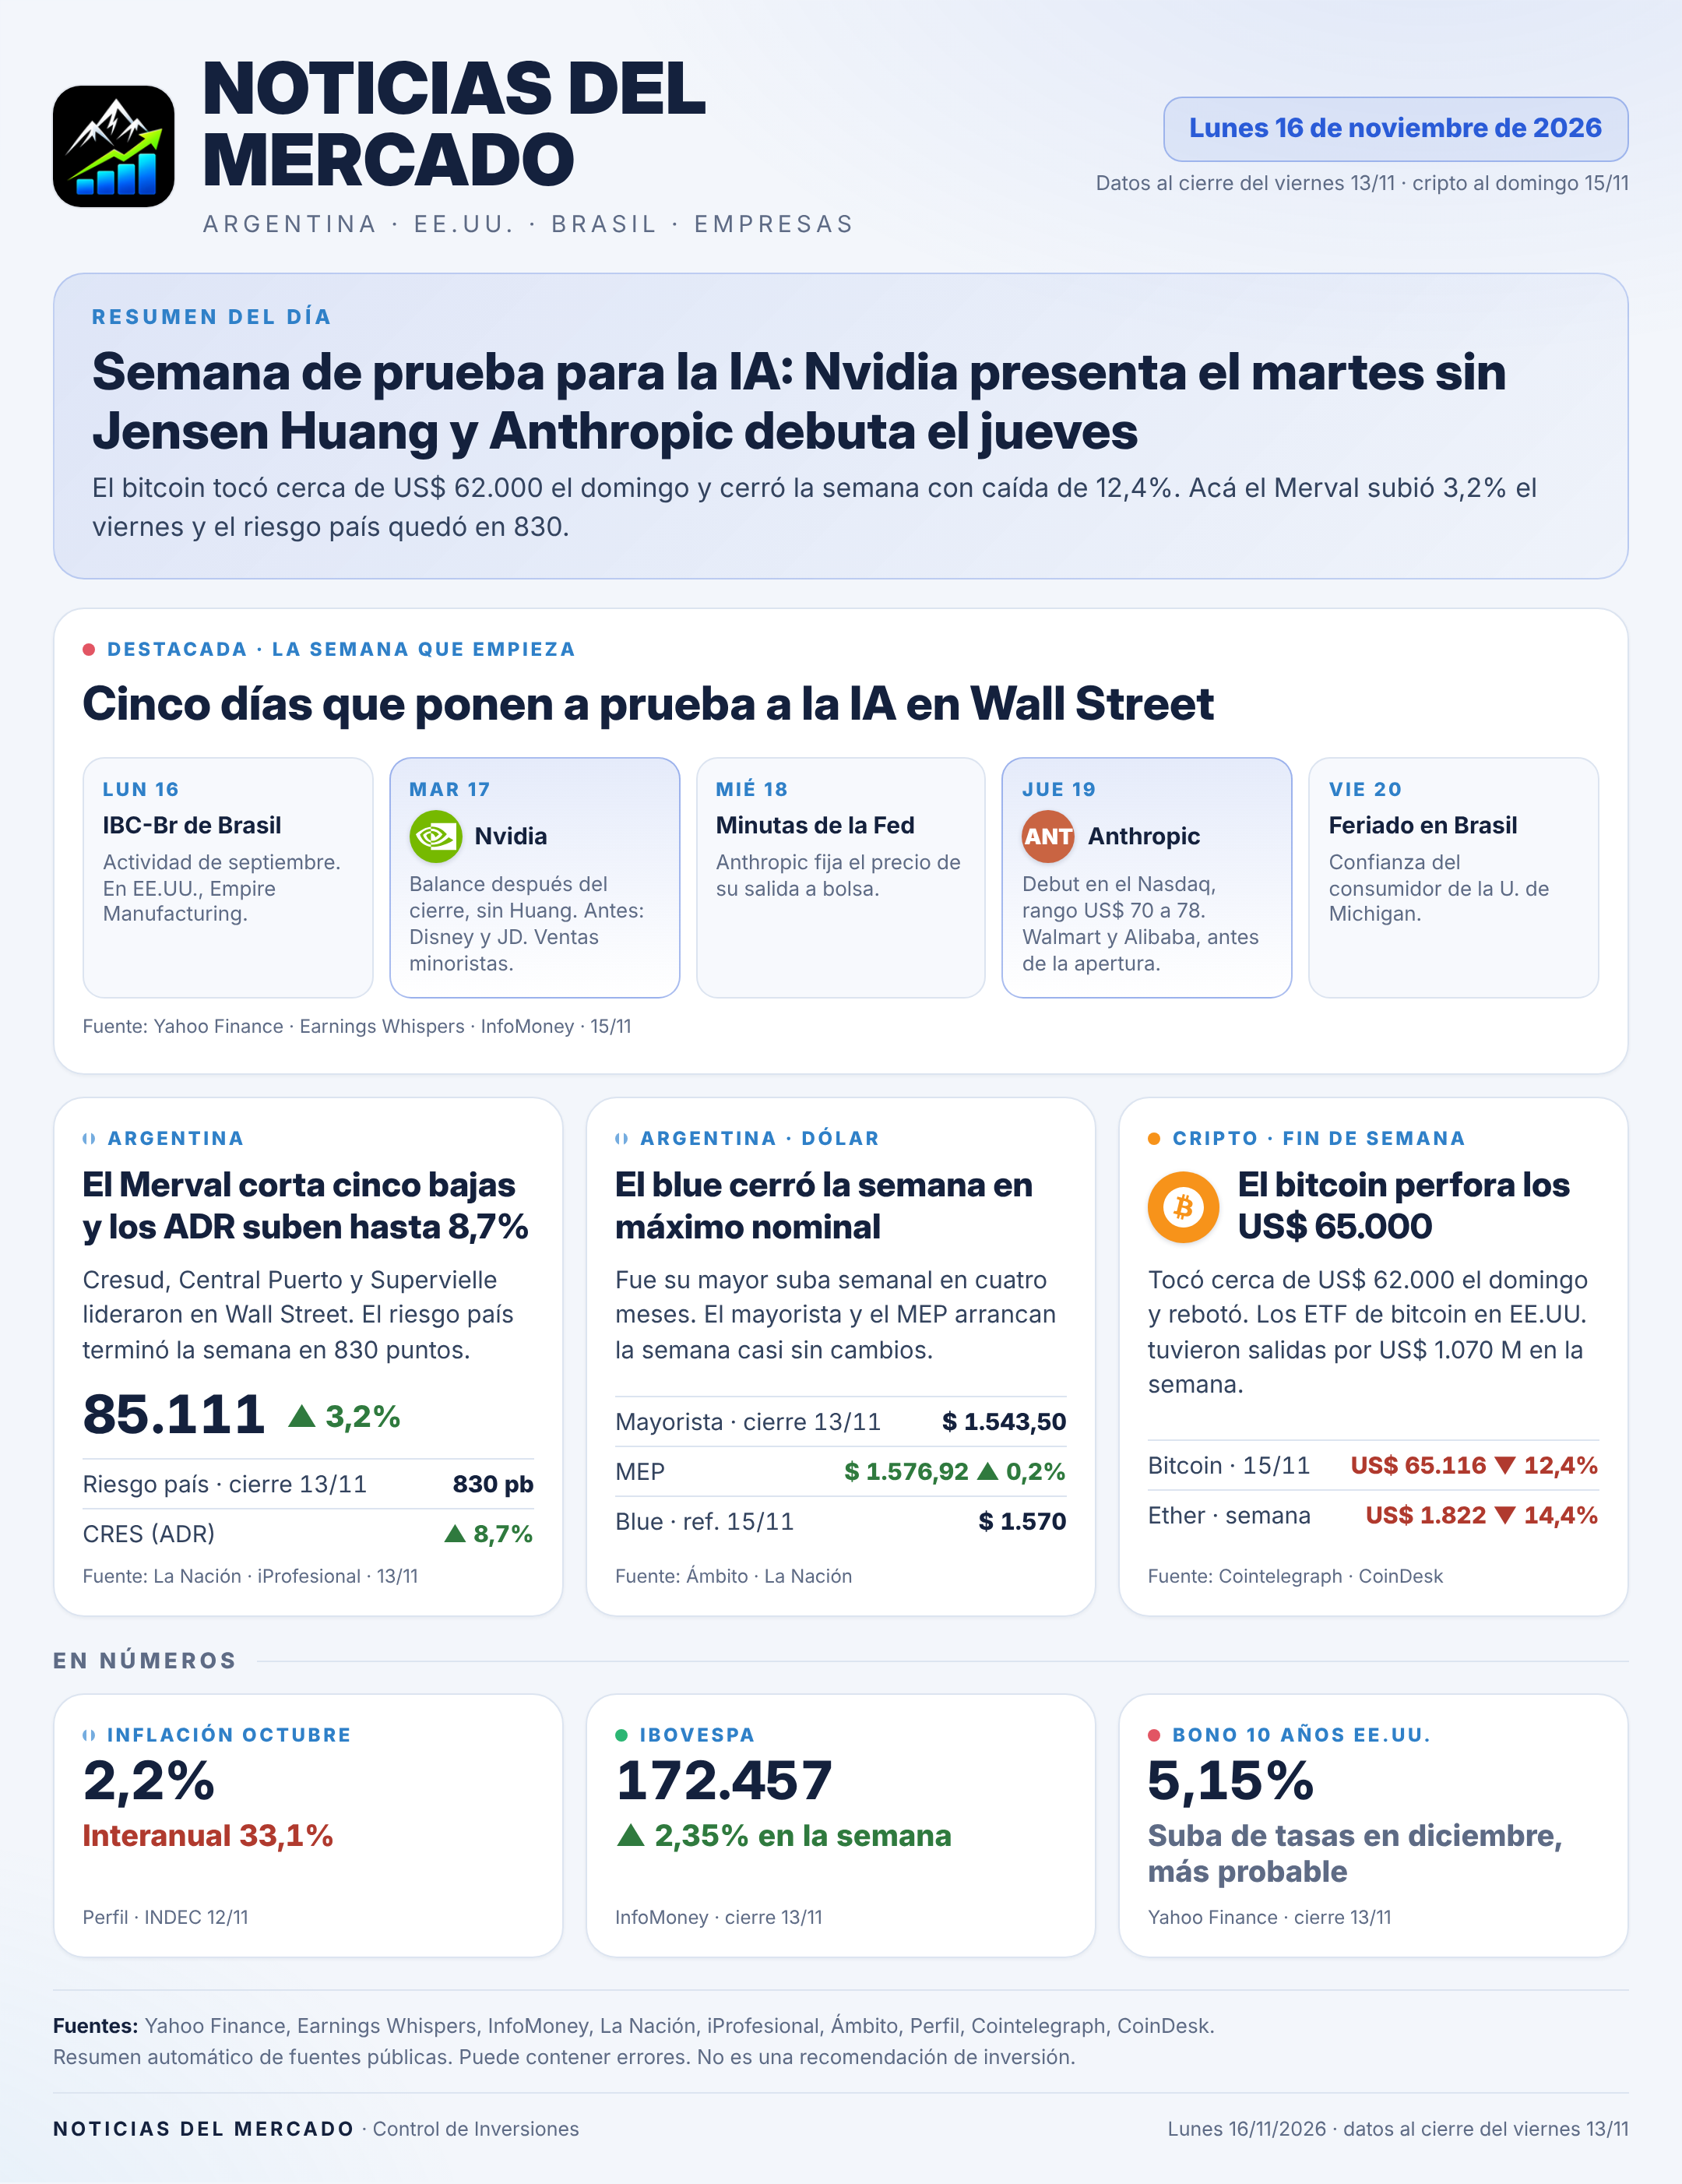 NOTICIAS DEL
MERCADO
ARGENTINA · EE.UU. · BRASIL · EMPRESAS
Lunes 16 de noviembre de 2026
Datos al cierre del viernes 13/11 · cripto al domingo 15/11
RESUMEN DEL DÍA
Semana de prueba para la IA: Nvidia presenta el martes sin
Jensen Huang y Anthropic debuta el jueves
El bitcoin tocó cerca de US$ 62.000 el domingo y cerró la semana con caída de 12,4%. Acá el Merval subió 3,2% el
viernes y el riesgo país quedó en 830.
DESTACADA · LA SEMANA QUE EMPIEZA
Cinco días que ponen a prueba a la IA en Wall Street
LUN 16
IBC-Br de Brasil
Actividad de septiembre.
En EE.UU., Empire
Manufacturing.
MAR 17
Nvidia
Balance después del
cierre, sin Huang. Antes:
Disney y JD. Ventas
minoristas.
MIÉ 18
Minutas de la Fed
Anthropic fija el precio de
su salida a bolsa.
JUE 19
ANT Anthropic
Debut en el Nasdaq,
rango US$ 70 a 78.
Walmart y Alibaba, antes
de la apertura.
VIE 20
Feriado en Brasil
Confianza del
consumidor de la U. de
Michigan.
Fuente: Yahoo Finance · Earnings Whispers · InfoMoney · 15/11
ARGENTINA
El Merval corta cinco bajas
y los ADR suben hasta 8,7%
Cresud, Central Puerto y Supervielle
lideraron en Wall Street. El riesgo país
terminó la semana en 830 puntos.
85.111 ▲ 3,2%
Riesgo país · cierre 13/11 830 pb
CRES (ADR) ▲ 8,7%
Fuente: La Nación · iProfesional · 13/11
ARGENTINA · DÓLAR
El blue cerró la semana en
máximo nominal
Fue su mayor suba semanal en cuatro
meses. El mayorista y el MEP arrancan
la semana casi sin cambios.
Mayorista · cierre 13/11 $ 1.543,50
MEP $ 1.576,92 ▲ 0,2%
Blue · ref. 15/11 $ 1.570
Fuente: Ámbito · La Nación
CRIPTO · FIN DE SEMANA
El bitcoin perfora los
US$ 65.000
Tocó cerca de US$ 62.000 el domingo
y rebotó. Los ETF de bitcoin en EE.UU.
tuvieron salidas por US$ 1.070 M en la
semana.
Bitcoin · 15/11 US$ 65.116 ▼ 12,4%
Ether · semana US$ 1.822 ▼ 14,4%
Fuente: Cointelegraph · CoinDesk
EN NÚMEROS
INFLACIÓN OCTUBRE
2,2%
Interanual 33,1%
Perfil · INDEC 12/11
IBOVESPA
172.457
▲ 2,35% en la semana
InfoMoney · cierre 13/11
BONO 10 AÑOS EE.UU.
5,15%
Suba de tasas en diciembre,
más probable
Yahoo Finance · cierre 13/11
Fuentes: Yahoo Finance, Earnings Whispers, InfoMoney, La Nación, iProfesional, Ámbito, Perfil, Cointelegraph, CoinDesk.
Resumen automático de fuentes públicas. Puede contener errores. No es una recomendación de inversión.
NOTICIAS DEL MERCADO · Control de Inversiones
Lunes 16/11/2026 · datos al cierre del viernes 13/11